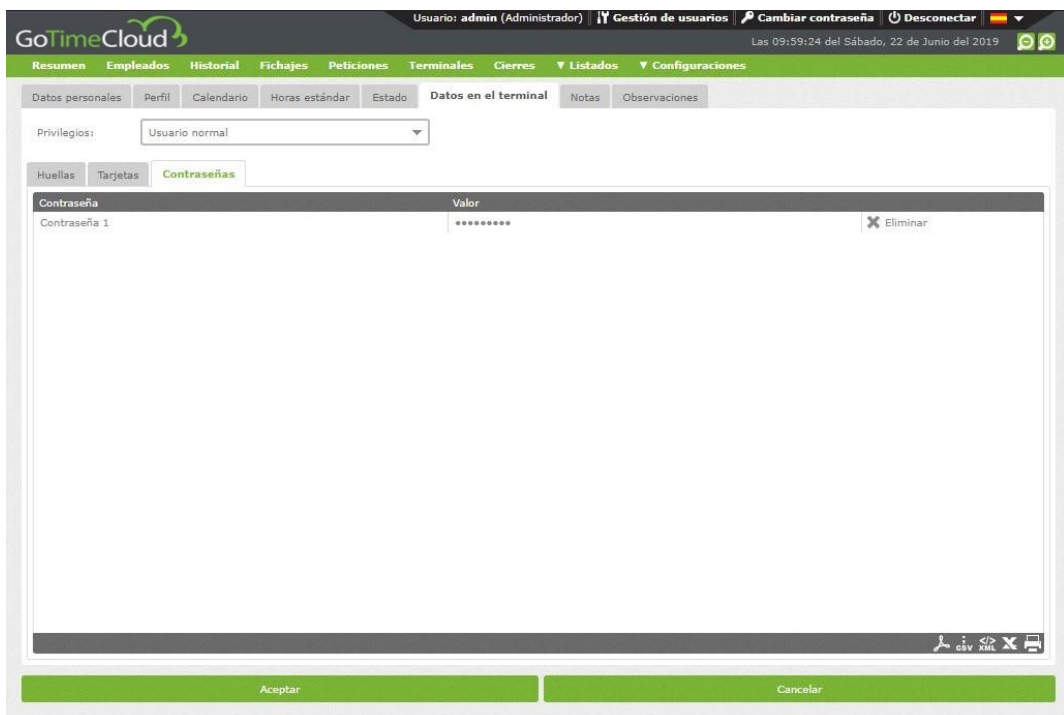 Usuario: admin (Administrador) Gestión de usuarios Cambiar contraseña Desconectar
GoTimeCloud
Las 09:59:24 del Sábado, 22 de Junio del 2019
Resumen Empleados Historial Fichajes Peticiones Terminales Cierres ▼ Listados ▼ Configuraciones
Datos personales Perfil Calendario Horas estándar Estado Datos en el terminal Notas Observaciones
Privilegios: Usuario normal
Huellas Tarjetas Contraseñas
Contraseña Valor
Contraseña 1 ••••••••• Eliminar
CSV XML
Aceptar Cancelar